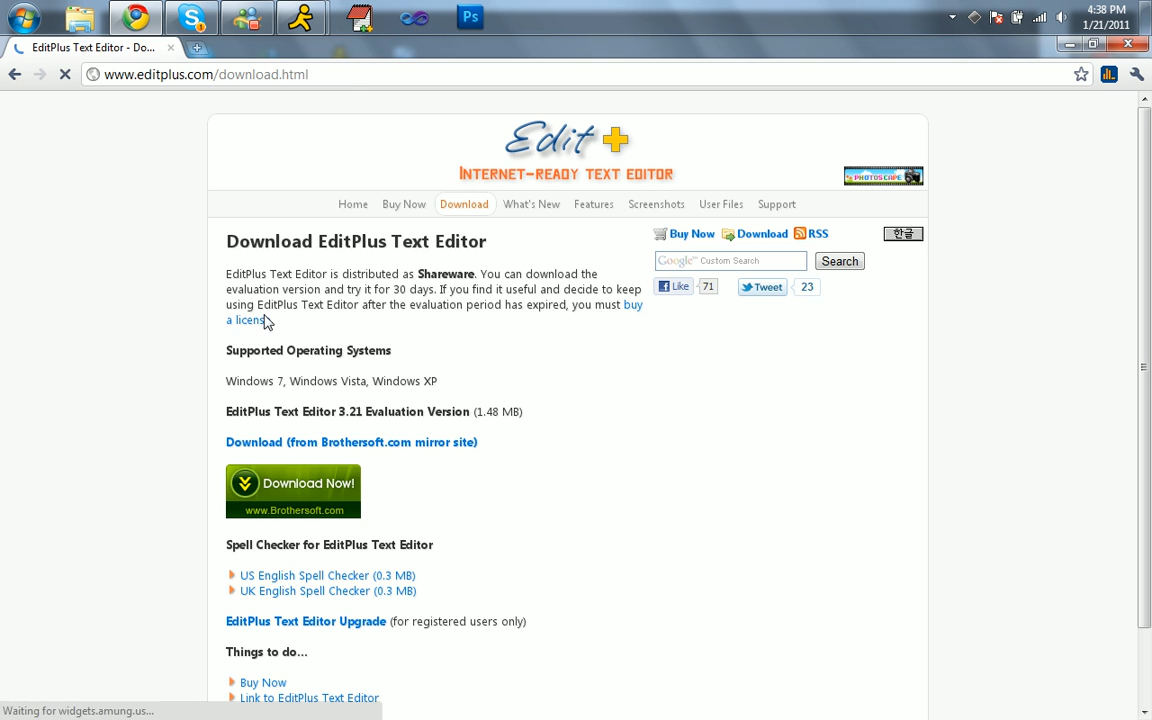 Ps
4:38 PM
1/21/2011
EditPlus Text Editor - Do...
www.editplus.com/download.html
Edit
INTERNET-READY TEXT EDITOR
PHOTOSCAPE
Home Buy Now Download What's New Features Screenshots User Files Support
Download EditPlus Text Editor
Buy Now Download RSS 한글
Google™ Custom Search Search
Like 71 Tweet 23
EditPlus Text Editor is distributed as Shareware. You can download the
evaluation version and try it for 30 days. If you find it useful and decide to keep
using EditPlus Text Editor after the evaluation period has expired, you must buy
a licens
Supported Operating Systems
Windows 7, Windows Vista, Windows XP
EditPlus Text Editor 3.21 Evaluation Version (1.48 MB)
Download (from Brothersoft.com mirror site)
Download Now!
www.Brothersoft.com
Spell Checker for EditPlus Text Editor
US English Spell Checker (0.3 MB)
UK English Spell Checker (0.3 MB)
EditPlus Text Editor Upgrade (for registered users only)
Things to do...
Buy Now
Link to EditPlus Text Editor
Waiting for widgets.amung.us...